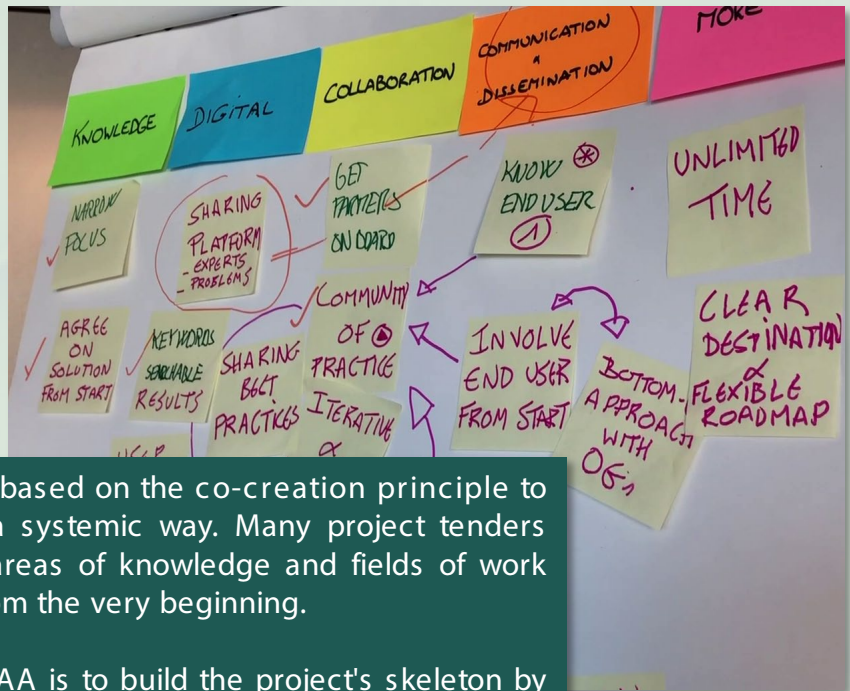 KNOWLEDGE
DIGITAL
COLLABORATION
COMMUNICATION
&
DISSEMINATION
MORE
NARROW
FOCUS
SHARING
PLATFORM
- EXPERTS
- PROBLEMS
GET
PARTNERS
ON BOARD
KNOW
END USER
1
UNLIMITED
TIME
AGREE
ON
SOLUTION
FROM START
KEYWORDS
SEARCHABLE
RESULTS
SHARING
BEST
PRACTICES
COMMUNITY
OF
PRACTICE
ITERATIVE
&
INVOLVE
END USER
FROM START
BOTTOM-
APPROACH
WITH
OGs
CLEAR
DESTINATION
&
FLEXIBLE
ROADMAP
based on the co-creation principle to
systemic way. Many project tenders
areas of knowledge and fields of work
om the very beginning.
AA is to build the project's skeleton by